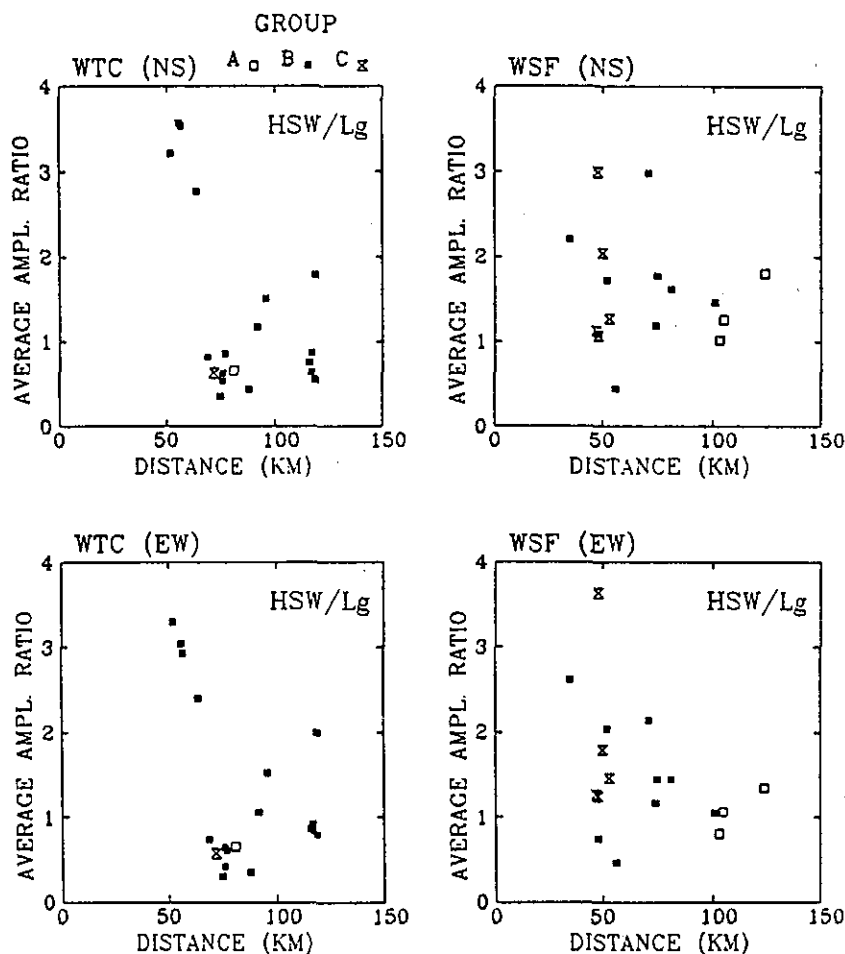 GROUP
WTC (NS) A B C
HSW/Lg
AVERAGE AMPL. RATIO
4
3
2
1
0
0 50 100 150
DISTANCE (KM)
WSF (NS)
HSW/Lg
AVERAGE AMPL. RATIO
4
3
2
1
0
0 50 100 150
DISTANCE (KM)
WTC (EW)
HSW/Lg
AVERAGE AMPL. RATIO
4
3
2
1
0
0 50 100 150
DISTANCE (KM)
WSF (EW)
HSW/Lg
AVERAGE AMPL. RATIO
4
3
2
1
0
0 50 100 150
DISTANCE (KM)